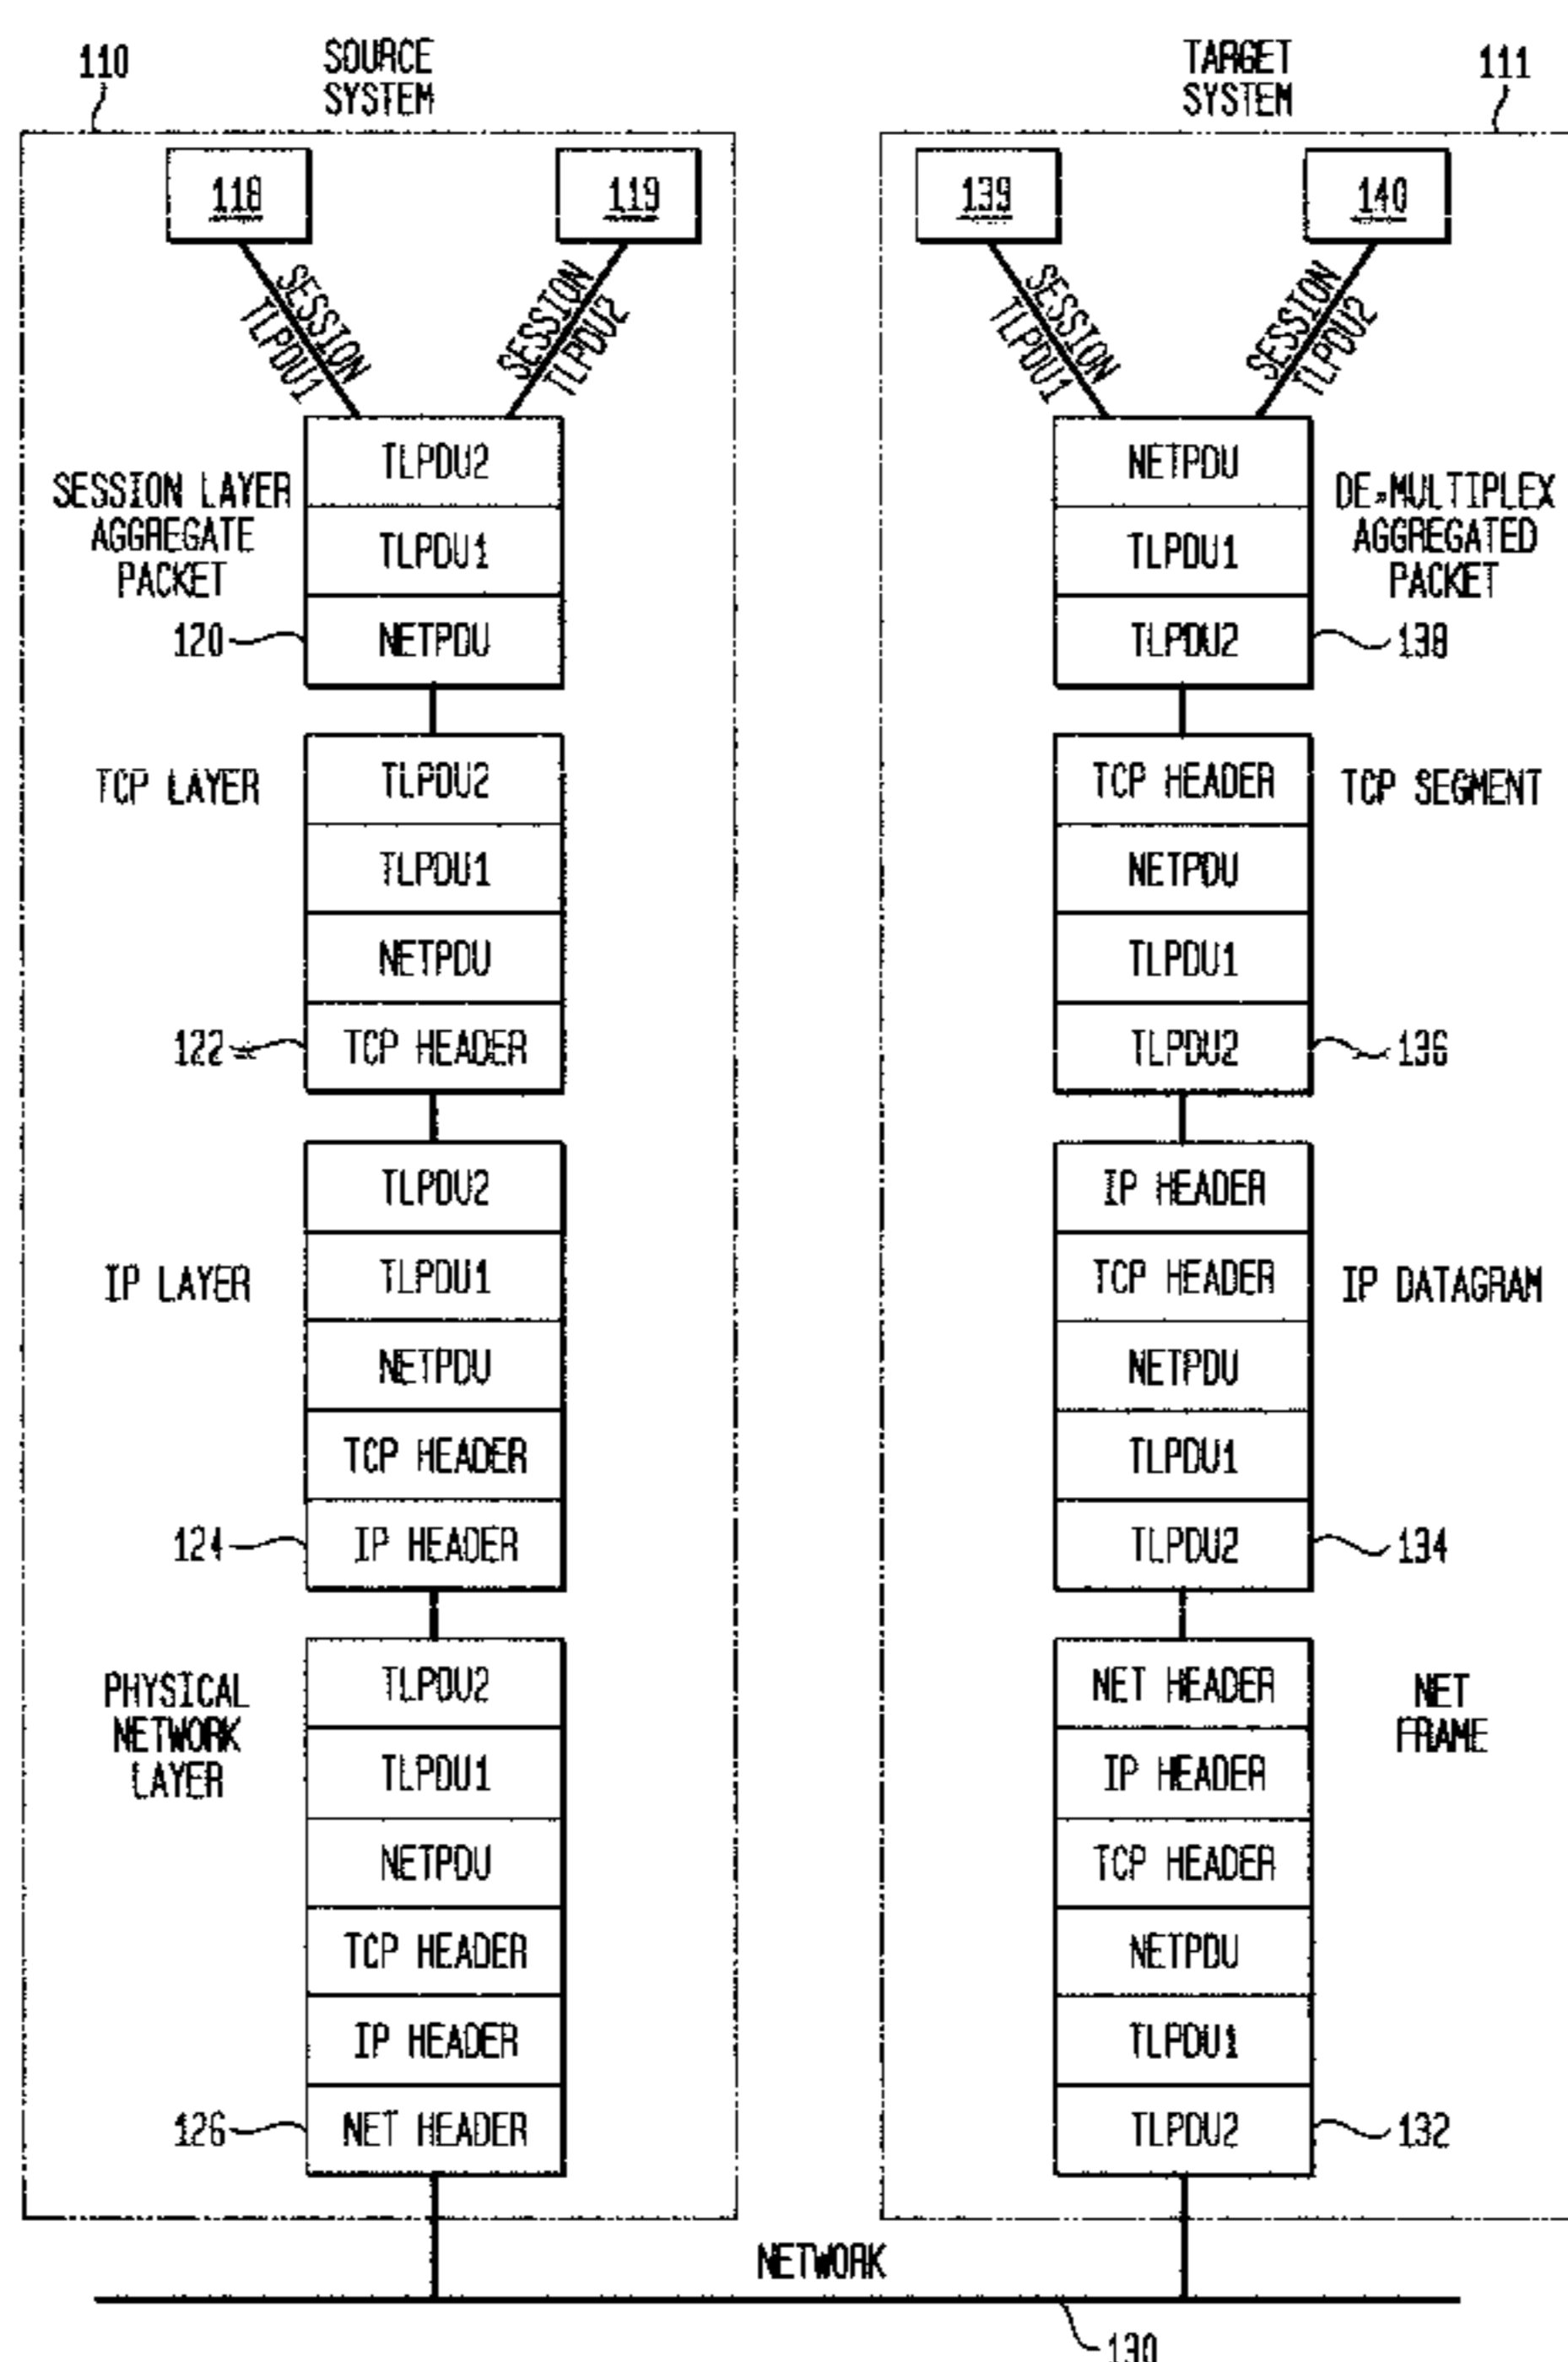 110
SOURCE
SYSTEM
TARGET
SYSTEM
111
118
119
139
140
SESSION
TLPDU1
SESSION
TLPDU2
SESSION
TLPDU1
SESSION
TLPDU2
SESSION LAYER
AGGREGATE
PACKET
120
TLPDU2
TLPDU1
NETPDU
NETPDU
TLPDU1
TLPDU2
DE-MULTIPLEX
AGGREGATED
PACKET
138
TCP LAYER
122
TLPDU2
TLPDU1
NETPDU
TCP HEADER
TCP HEADER
NETPDU
TLPDU1
TLPDU2
TCP SEGMENT
136
IP LAYER
124
TLPDU2
TLPDU1
NETPDU
TCP HEADER
IP HEADER
IP HEADER
TCP HEADER
NETPDU
TLPDU1
TLPDU2
IP DATAGRAM
134
PHYSICAL
NETWORK
LAYER
126
TLPDU2
TLPDU1
NETPDU
TCP HEADER
IP HEADER
NET HEADER
NET HEADER
IP HEADER
TCP HEADER
NETPDU
TLPDU1
TLPDU2
NET
FRAME
132
NETWORK
130